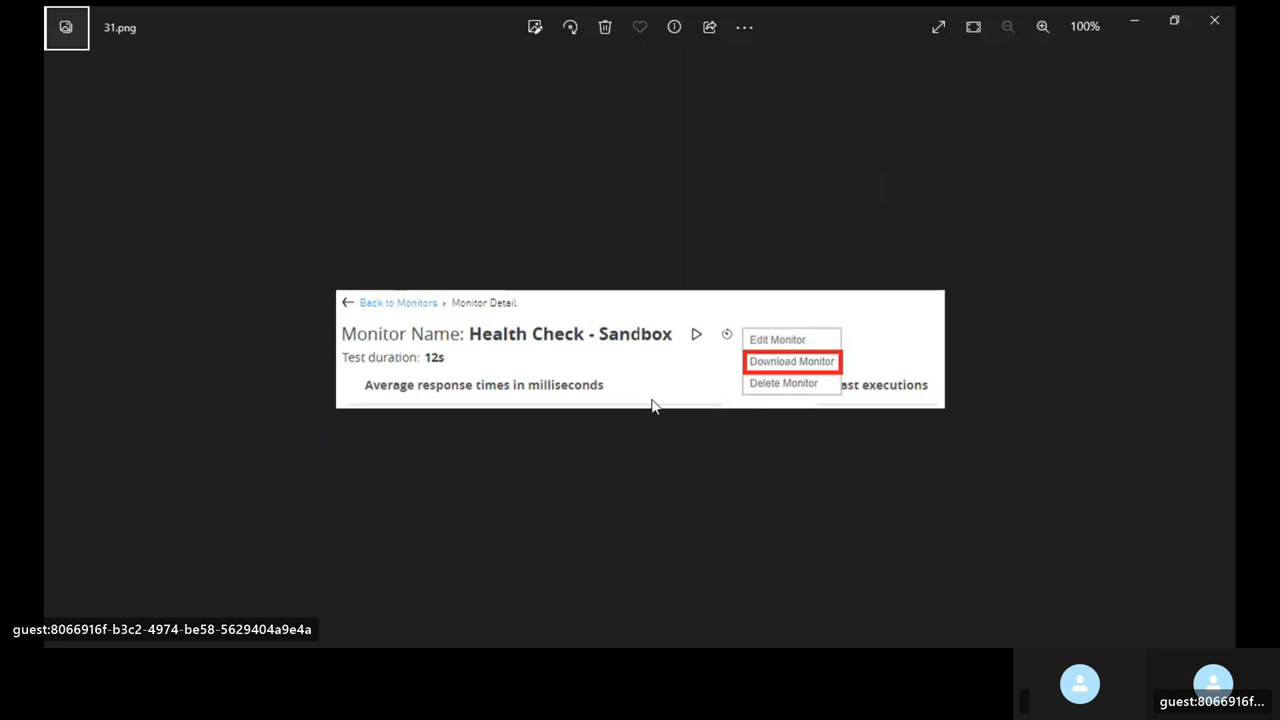 31.png
100%
← Back to Monitors › Monitor Detail
Monitor Name: Health Check - Sandbox
Test duration: 12s
Edit Monitor
Download Monitor
Delete Monitor
Average response times in milliseconds
ast executions
guest:8066916f-b3c2-4974-be58-5629404a9e4a
guest:8066916f...